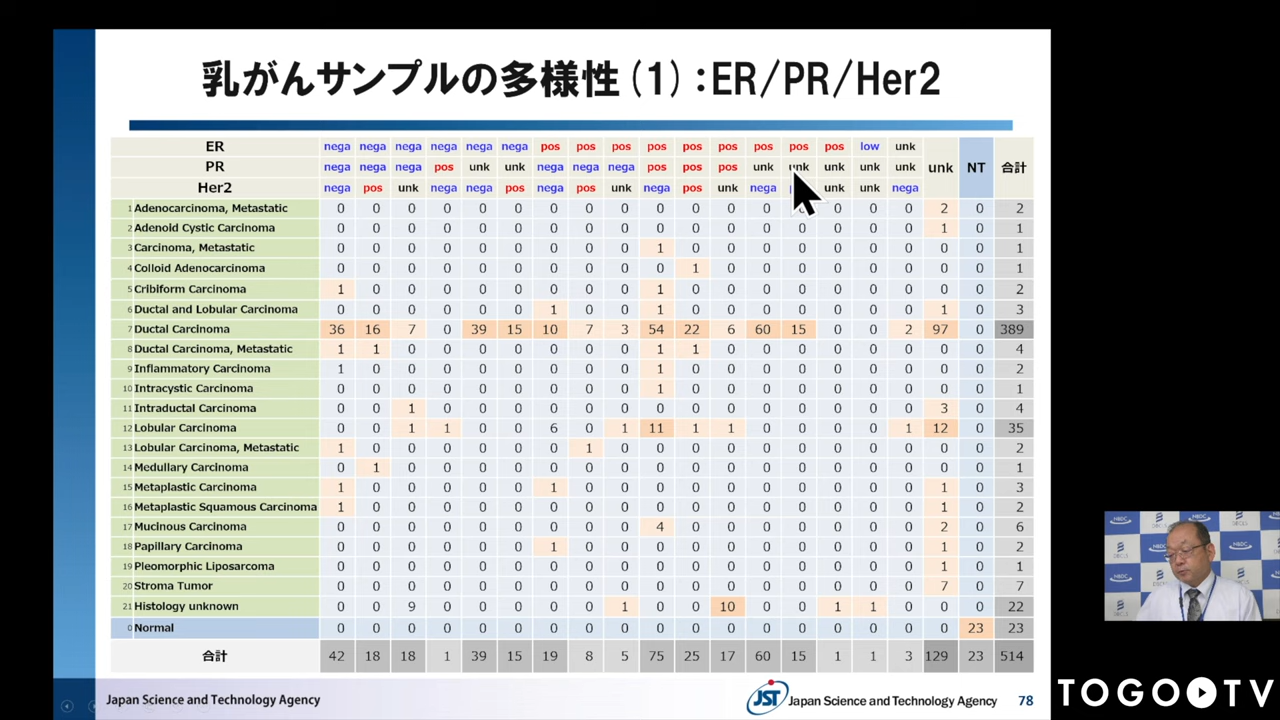 乳がんサンプルの多様性(1):ER/PR/Her2
ER nega nega nega nega nega nega pos pos pos pos pos pos pos pos pos low unk
PR nega nega nega pos unk unk nega nega nega pos pos pos unk unk unk unk unk unk NT 合計
Her2 nega pos unk nega nega pos nega pos unk nega pos unk nega unk unk nega
1 Adenocarcinoma, Metastatic 0 0 0 0 0 0 0 0 0 0 0 0 0 0 0 0 0 2 0 2
2 Adenoid Cystic Carcinoma 0 0 0 0 0 0 0 0 0 0 0 0 0 0 0 0 0 1 0 1
3 Carcinoma, Metastatic 0 0 0 0 0 0 0 0 0 1 0 0 0 0 0 0 0 0 0 1
4 Colloid Adenocarcinoma 0 0 0 0 0 0 0 0 0 0 1 0 0 0 0 0 0 0 0 1
5 Cribiform Carcinoma 1 0 0 0 0 0 0 0 0 1 0 0 0 0 0 0 0 0 0 2
6 Ductal and Lobular Carcinoma 0 0 0 0 0 0 1 0 0 1 0 0 0 0 0 0 0 1 0 3
7 Ductal Carcinoma 36 16 7 0 39 15 10 7 3 54 22 6 60 15 0 0 2 97 0 389
8 Ductal Carcinoma, Metastatic 1 1 0 0 0 0 0 0 0 1 1 0 0 0 0 0 0 0 0 4
9 Inflammatory Carcinoma 1 0 0 0 0 0 0 0 0 1 0 0 0 0 0 0 0 0 0 2
10 Intracystic Carcinoma 0 0 0 0 0 0 0 0 0 1 0 0 0 0 0 0 0 0 0 1
11 Intraductal Carcinoma 0 0 1 0 0 0 0 0 0 0 0 0 0 0 0 0 0 3 0 4
12 Lobular Carcinoma 0 0 1 1 0 0 6 0 1 11 1 1 0 0 0 0 1 12 0 35
13 Lobular Carcinoma, Metastatic 1 0 0 0 0 0 0 1 0 0 0 0 0 0 0 0 0 0 0 2
14 Medullary Carcinoma 0 1 0 0 0 0 0 0 0 0 0 0 0 0 0 0 0 0 0 1
15 Metaplastic Carcinoma 1 0 0 0 0 0 1 0 0 0 0 0 0 0 0 0 0 1 0 3
16 Metaplastic Squamous Carcinoma 1 0 0 0 0 0 0 0 0 0 0 0 0 0 0 0 0 1 0 2
17 Mucinous Carcinoma 0 0 0 0 0 0 0 0 0 4 0 0 0 0 0 0 0 2 0 6
18 Papillary Carcinoma 0 0 0 0 0 0 1 0 0 0 0 0 0 0 0 0 0 1 0 2
19 Pleomorphic Liposarcoma 0 0 0 0 0 0 0 0 0 0 0 0 0 0 0 0 0 1 0 1
20 Stroma Tumor 0 0 0 0 0 0 0 0 0 0 0 0 0 0 0 0 0 7 0 7
21 Histology unknown 0 0 9 0 0 0 0 0 1 0 0 10 0 0 1 1 0 0 0 22
0 Normal 0 0 0 0 0 0 0 0 0 0 0 0 0 0 0 0 0 0 23 23
合計 42 18 18 1 39 15 19 8 5 75 25 17 60 15 1 1 3 129 23 514
Japan Science and Technology Agency
JST Japan Science and Technology Agency 78
TOGO TV